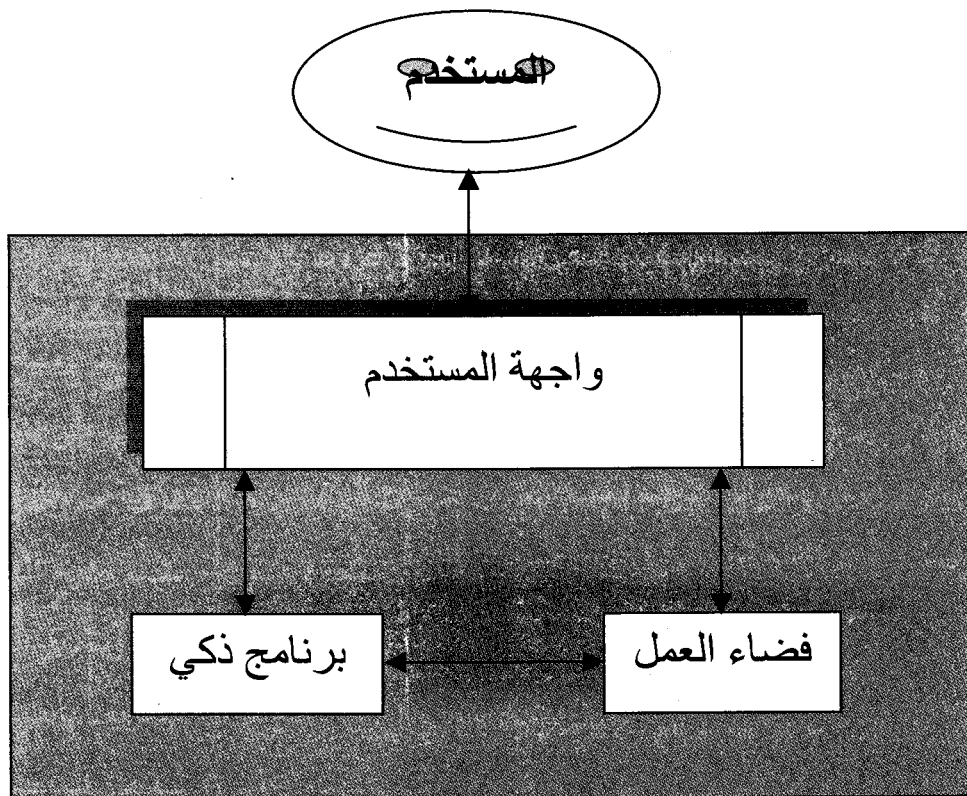 المستخدم
واجهة المستخدم
فضاء العمل
برنامج ذكي